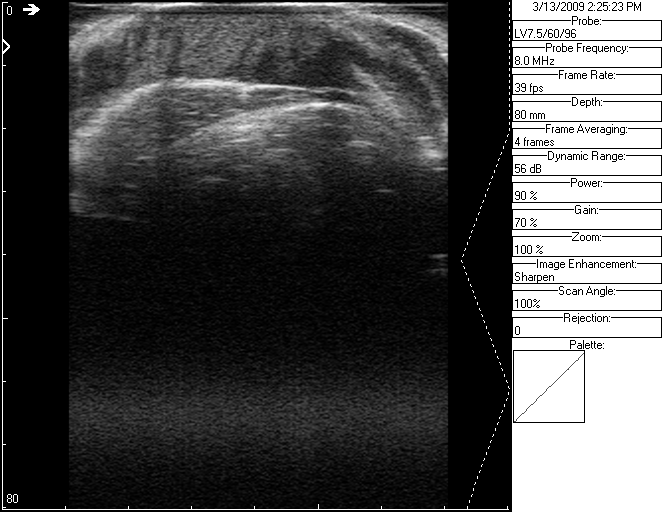 0
80
3/13/2009 2:25:23 PM
Probe:
LV7.5/60/96
Probe Frequency:
8.0 MHz
Frame Rate:
39 fps
Depth:
80 mm
Frame Averaging:
4 frames
Dynamic Range:
56 dB
Power:
90 %
Gain:
70 %
Zoom:
100 %
Image Enhancement:
Sharpen
Scan Angle:
100%
Rejection:
0
Palette: